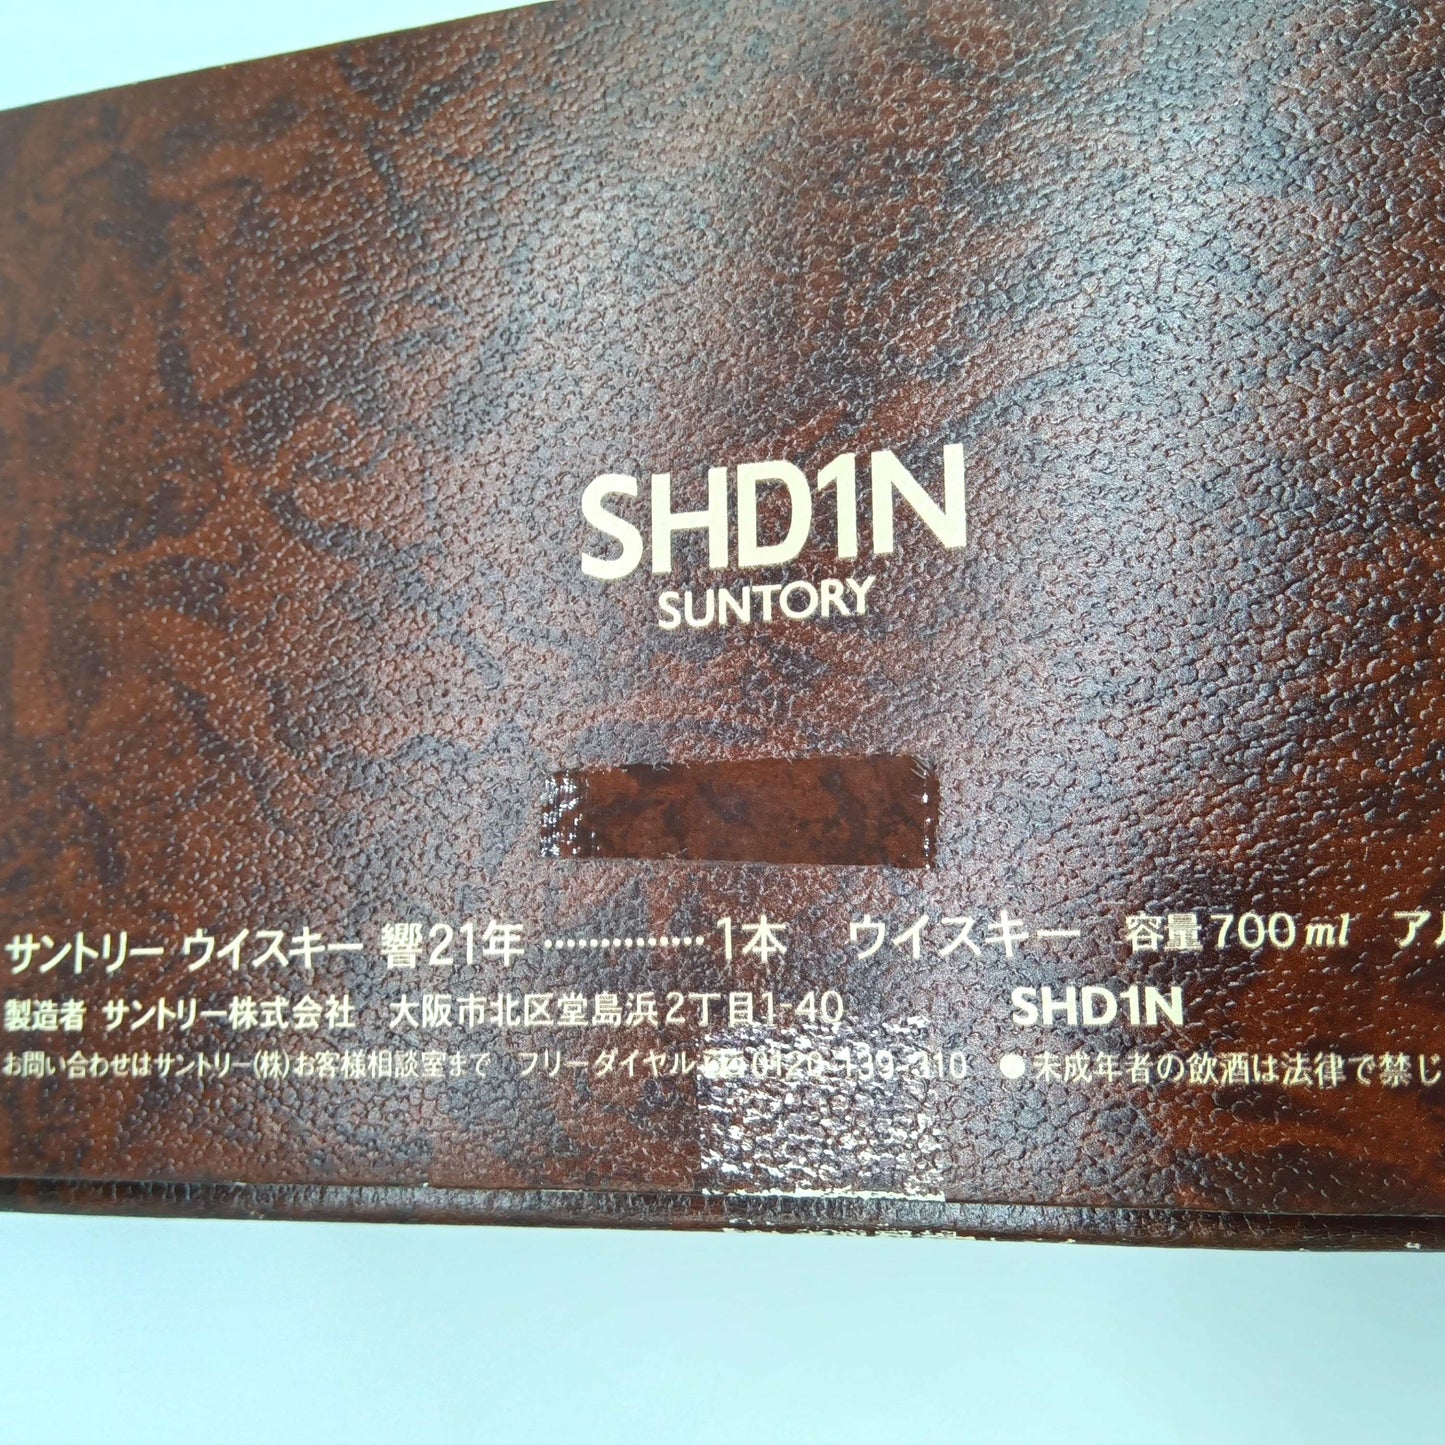 SHD1N
SUNTORY
サントリー ウイスキー 響21年 ·············· 1本 ウイスキー 容量700ml ア
製造者 サントリー株式会社 大阪市北区堂島浜2丁目1-40 SHD1N
お問い合わせはサントリー(株)お客様相談室まで フリーダイヤル 0120-139-310 ●未成年者の飲酒は法律で禁じ